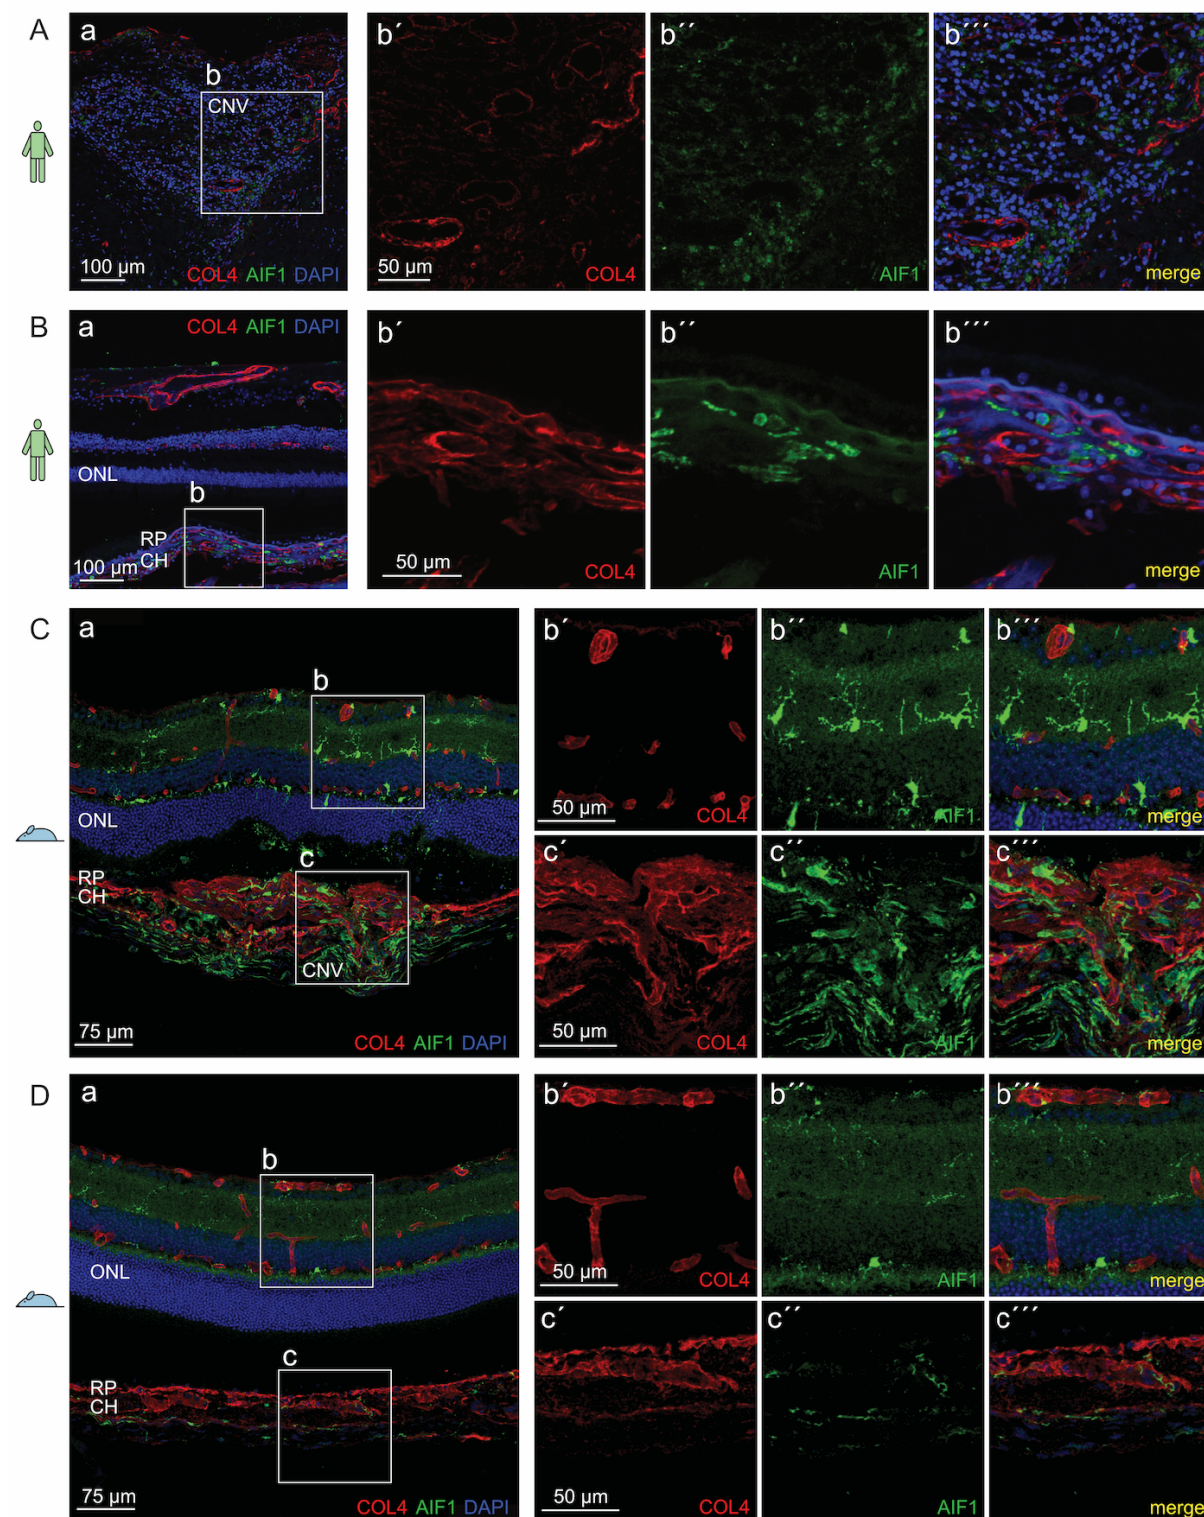 A
a
b
CNV
100 µm
COL4 AIF1 DAPI
b´
50 µm
COL4
b´´
AIF1
b´´´
merge
B
a
COL4 AIF1 DAPI
ONL
b
RP
CH
100 µm
b´
50 µm
COL4
b´´
AIF1
b´´´
merge
C
a
b
ONL
c
RP
CH
CNV
75 µm
COL4 AIF1 DAPI
b´
50 µm
COL4
b´´
AIF1
b´´´
merge
c´
50 µm
COL4
c´´
AIF1
c´´´
merge
D
a
b
ONL
c
RP
CH
75 µm
COL4 AIF1 DAPI
b´
50 µm
COL4
b´´
AIF1
b´´´
merge
c´
50 µm
COL4
c´´
AIF1
c´´´
merge